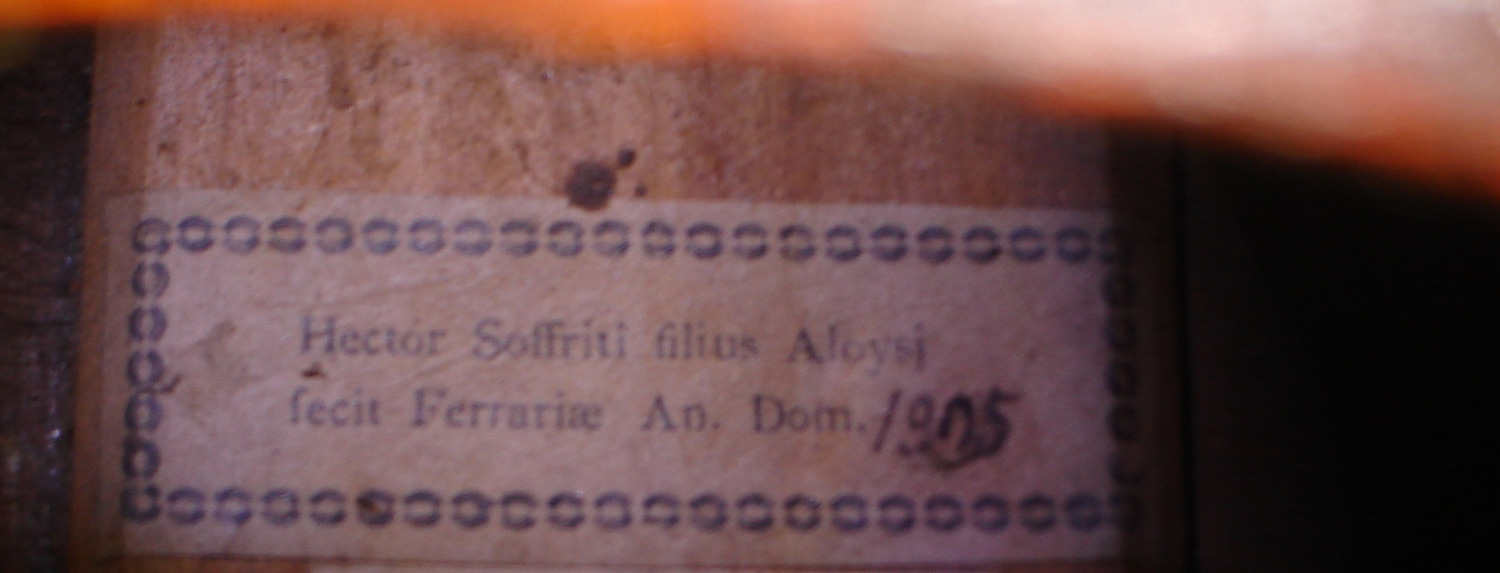 Hector Soffriti filius Aloysj
fecit Ferrariæ An. Dom. 1905